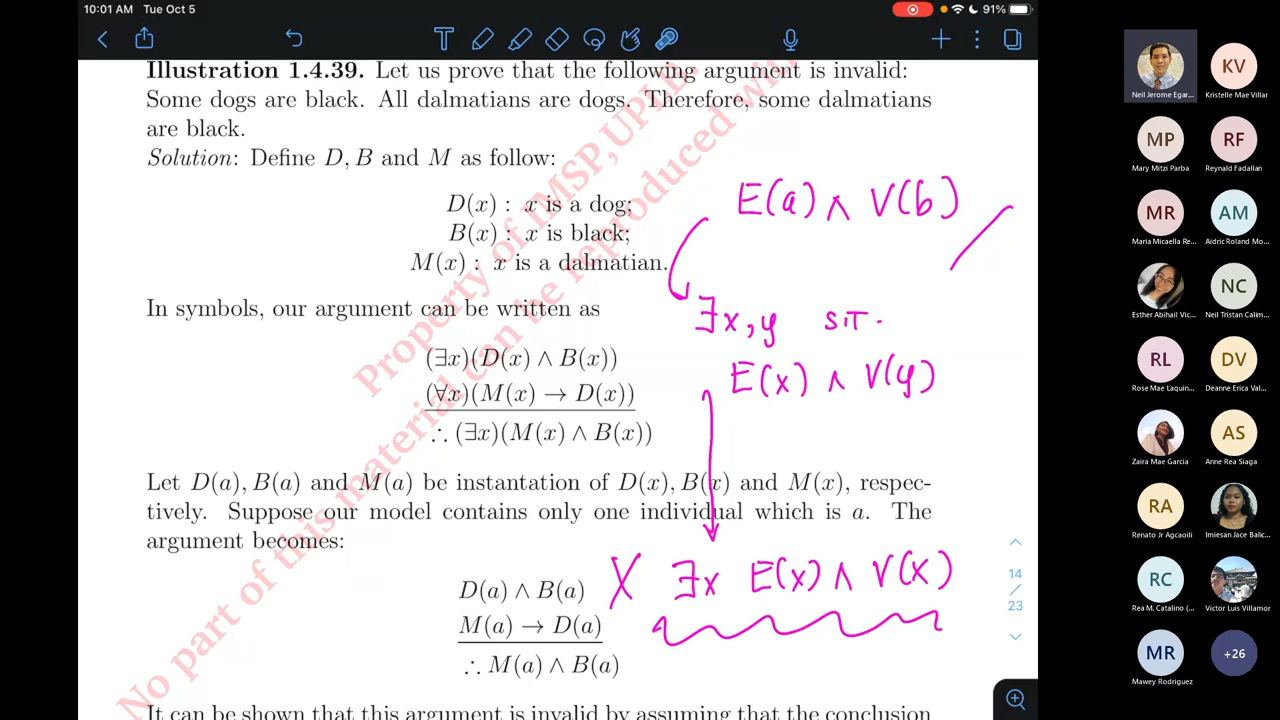 10:01 AM Tue Oct 5
91%
Illustration 1.4.39. Let us prove that the following argument is invalid:
Some dogs are black. All dalmatians are dogs. Therefore, some dalmatians
are black.
Solution: Define D, B and M as follow:
D(x) : x is a dog;
B(x) : x is black;
M(x) : x is a dalmatian.
In symbols, our argument can be written as
(∃x)(D(x) ∧ B(x))
(∀x)(M(x) → D(x))
∴ (∃x)(M(x) ∧ B(x))
Let D(a), B(a) and M(a) be instantation of D(x), B(x) and M(x), respec-
tively. Suppose our model contains only one individual which is a. The
argument becomes:
D(a) ∧ B(a)
M(a) → D(a)
∴ M(a) ∧ B(a)
It can be shown that this argument is invalid by assuming that the conclusion
E(a) ∧ V(b)
∃x, y s.t.
E(x) ∧ V(y)
X ∃x E(x) ∧ V(x)
14
/
23
Property of IMSP, UPLB
No part of this material can be reproduced
Neil Jerome Egar...
KV
Kristelle Mae Villar
MP
Mary Mitzi Parba
RF
Reynald Fadallan
MR
Maria Micaella Re...
AM
Aidric Roland Mo...
Esther Abihail Vic...
NC
Neil Tristan Calim...
RL
Rose Mae Laquin...
DV
Deanne Erica Val...
Zaira Mae Garcia
AS
Anne Rea Siaga
RA
Renato Jr Agcaoili
Imiesan Jace Balic...
RC
Rea M. Catalino (...
Victor Luis Villamor
MR
Mawey Rodriguez
+26